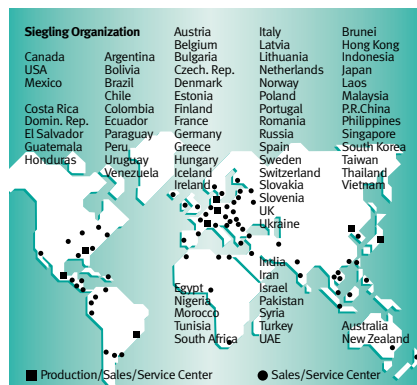 Siegling Organization
Canada
USA
Mexico
Costa Rica
Domin. Rep.
El Salvador
Guatemala
Honduras
Argentina
Bolivia
Brazil
Chile
Colombia
Ecuador
Paraguay
Peru
Uruguay
Venezuela
Austria
Belgium
Bulgaria
Czech. Rep.
Denmark
Estonia
Finland
France
Germany
Greece
Hungary
Iceland
Ireland
Egypt
Nigeria
Morocco
Tunisia
South Africa
Italy
Latvia
Lithuania
Netherlands
Norway
Poland
Portugal
Romania
Russia
Spain
Sweden
Switzerland
Slovakia
Slovenia
UK
Ukraine
India
Iran
Israel
Pakistan
Syria
Turkey
UAE
Brunei
Hong Kong
Indonesia
Japan
Laos
Malaysia
P.R.China
Philippines
Singapore
South Korea
Taiwan
Thailand
Vietnam
Australia
New Zealand
Production/Sales/Service Center
Sales/Service Center